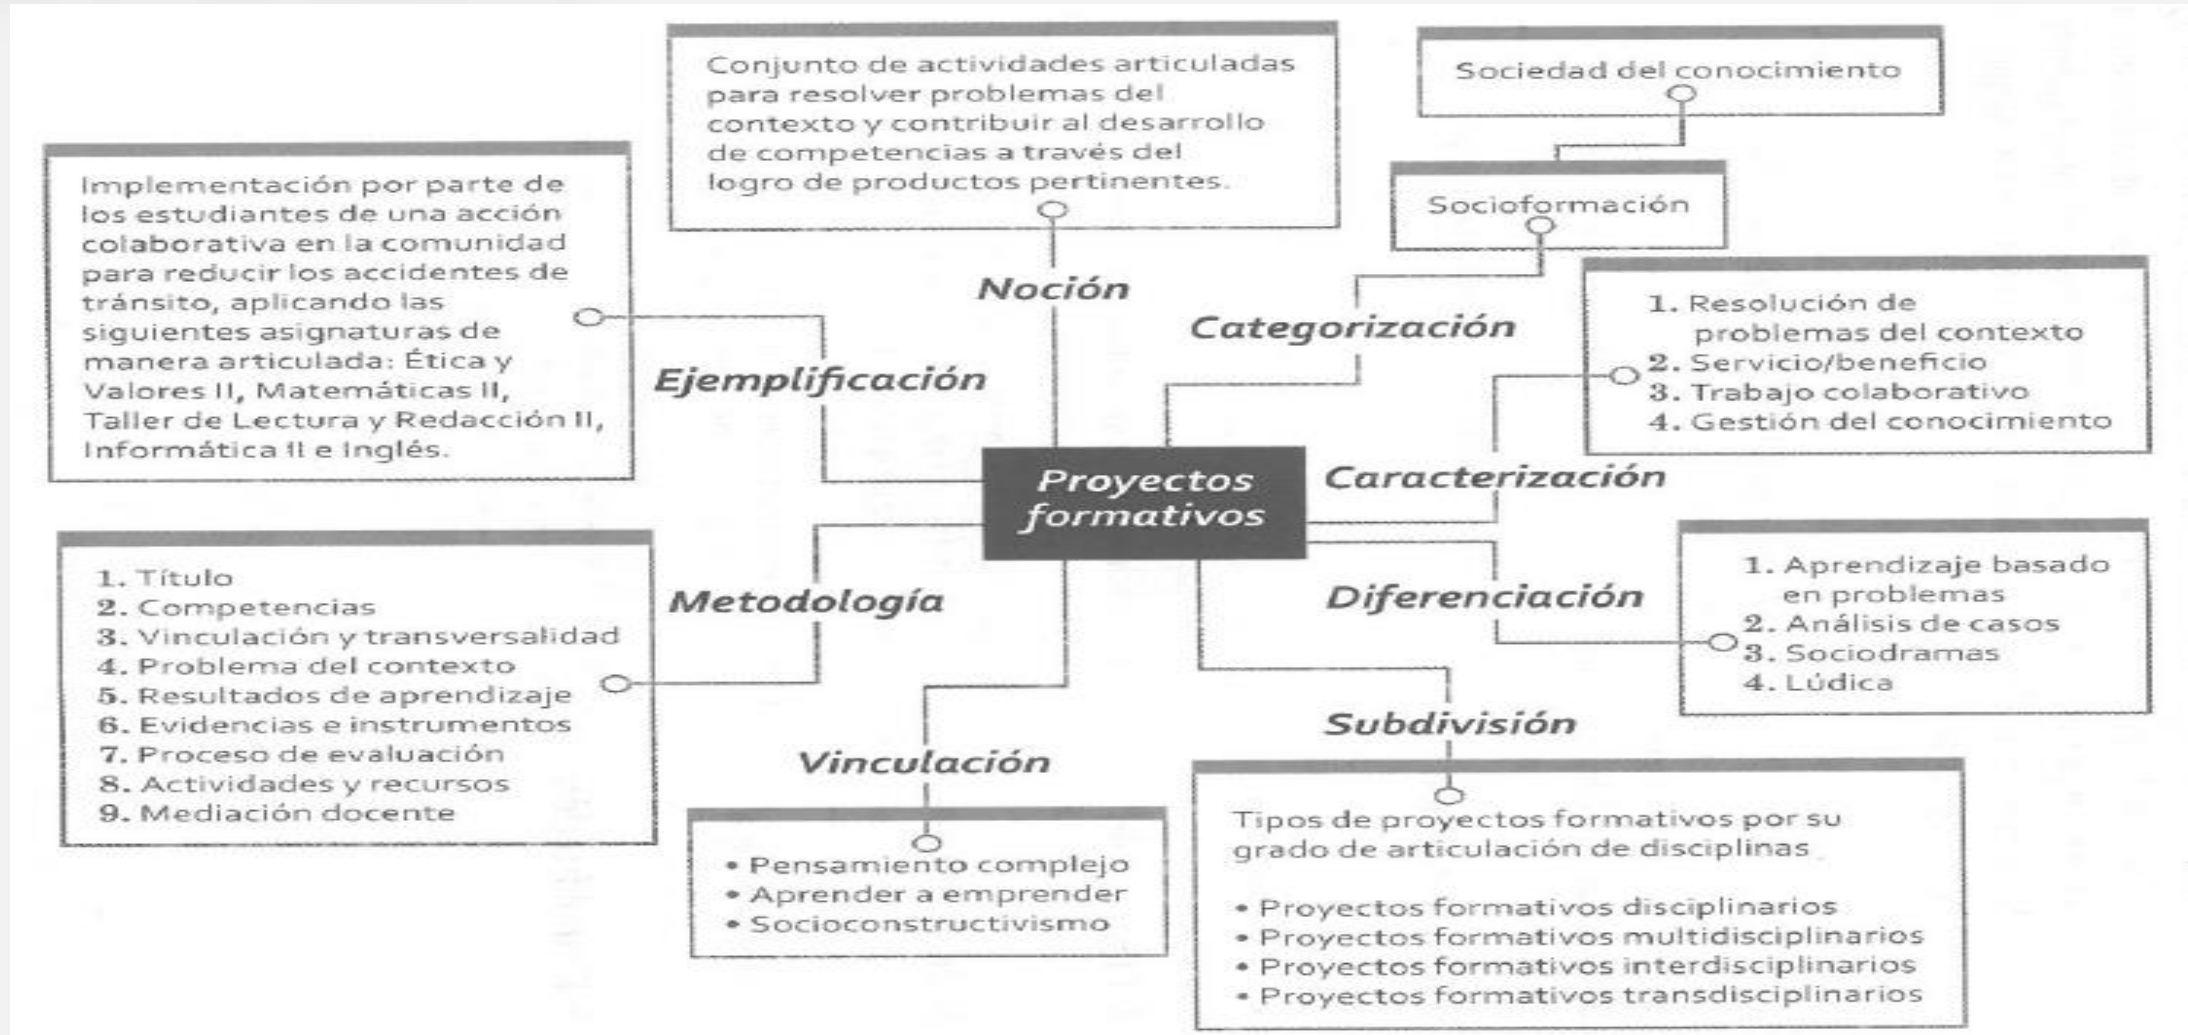 Conjunto de actividades articuladas
para resolver problemas del
contexto y contribuir al desarrollo
de competencias a través del
logro de productos pertinentes.
Sociedad del conocimiento
Socioformación
Implementación por parte de
los estudiantes de una acción
colaborativa en la comunidad
para reducir los accidentes de
tránsito, aplicando las
siguientes asignaturas de
manera articulada: Ética y
Valores II, Matemáticas II,
Taller de Lectura y Redacción II,
Informática II e Inglés.
Noción
Categorización
Ejemplificación
1. Resolución de
problemas del contexto
2. Servicio/beneficio
3. Trabajo colaborativo
4. Gestión del conocimiento
Proyectos
formativos
Caracterización
1. Título
2. Competencias
3. Vinculación y transversalidad
4. Problema del contexto
5. Resultados de aprendizaje
6. Evidencias e instrumentos
7. Proceso de evaluación
8. Actividades y recursos
9. Mediación docente
Metodología
Diferenciación
1. Aprendizaje basado
en problemas
2. Análisis de casos
3. Sociodramas
4. Lúdica
Vinculación
• Pensamiento complejo
• Aprender a emprender
• Socioconstructivismo
Subdivisión
Tipos de proyectos formativos por su
grado de articulación de disciplinas
• Proyectos formativos disciplinarios
• Proyectos formativos multidisciplinarios
• Proyectos formativos interdisciplinarios
• Proyectos formativos transdisciplinarios